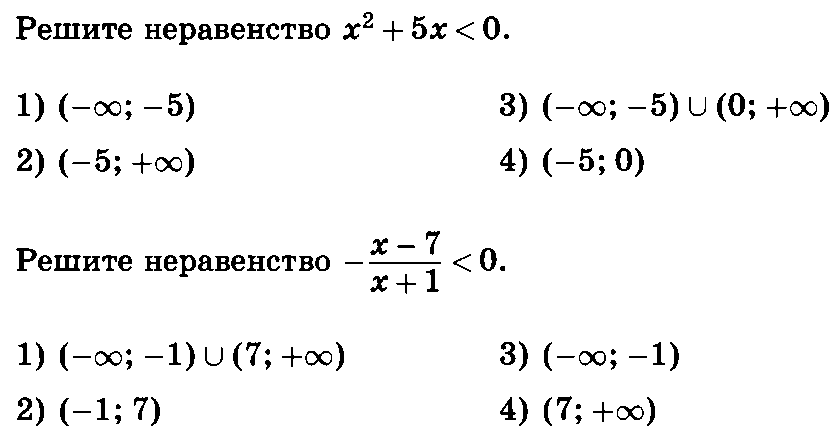 Решите неравенство x² + 5x < 0.
1) (−∞; −5) 3) (−∞; −5) ∪ (0; +∞)
2) (−5; +∞) 4) (−5; 0)
Решите неравенство −(x − 7)/(x + 1) < 0.
1) (−∞; −1) ∪ (7; +∞) 3) (−∞; −1)
2) (−1; 7) 4) (7; +∞)